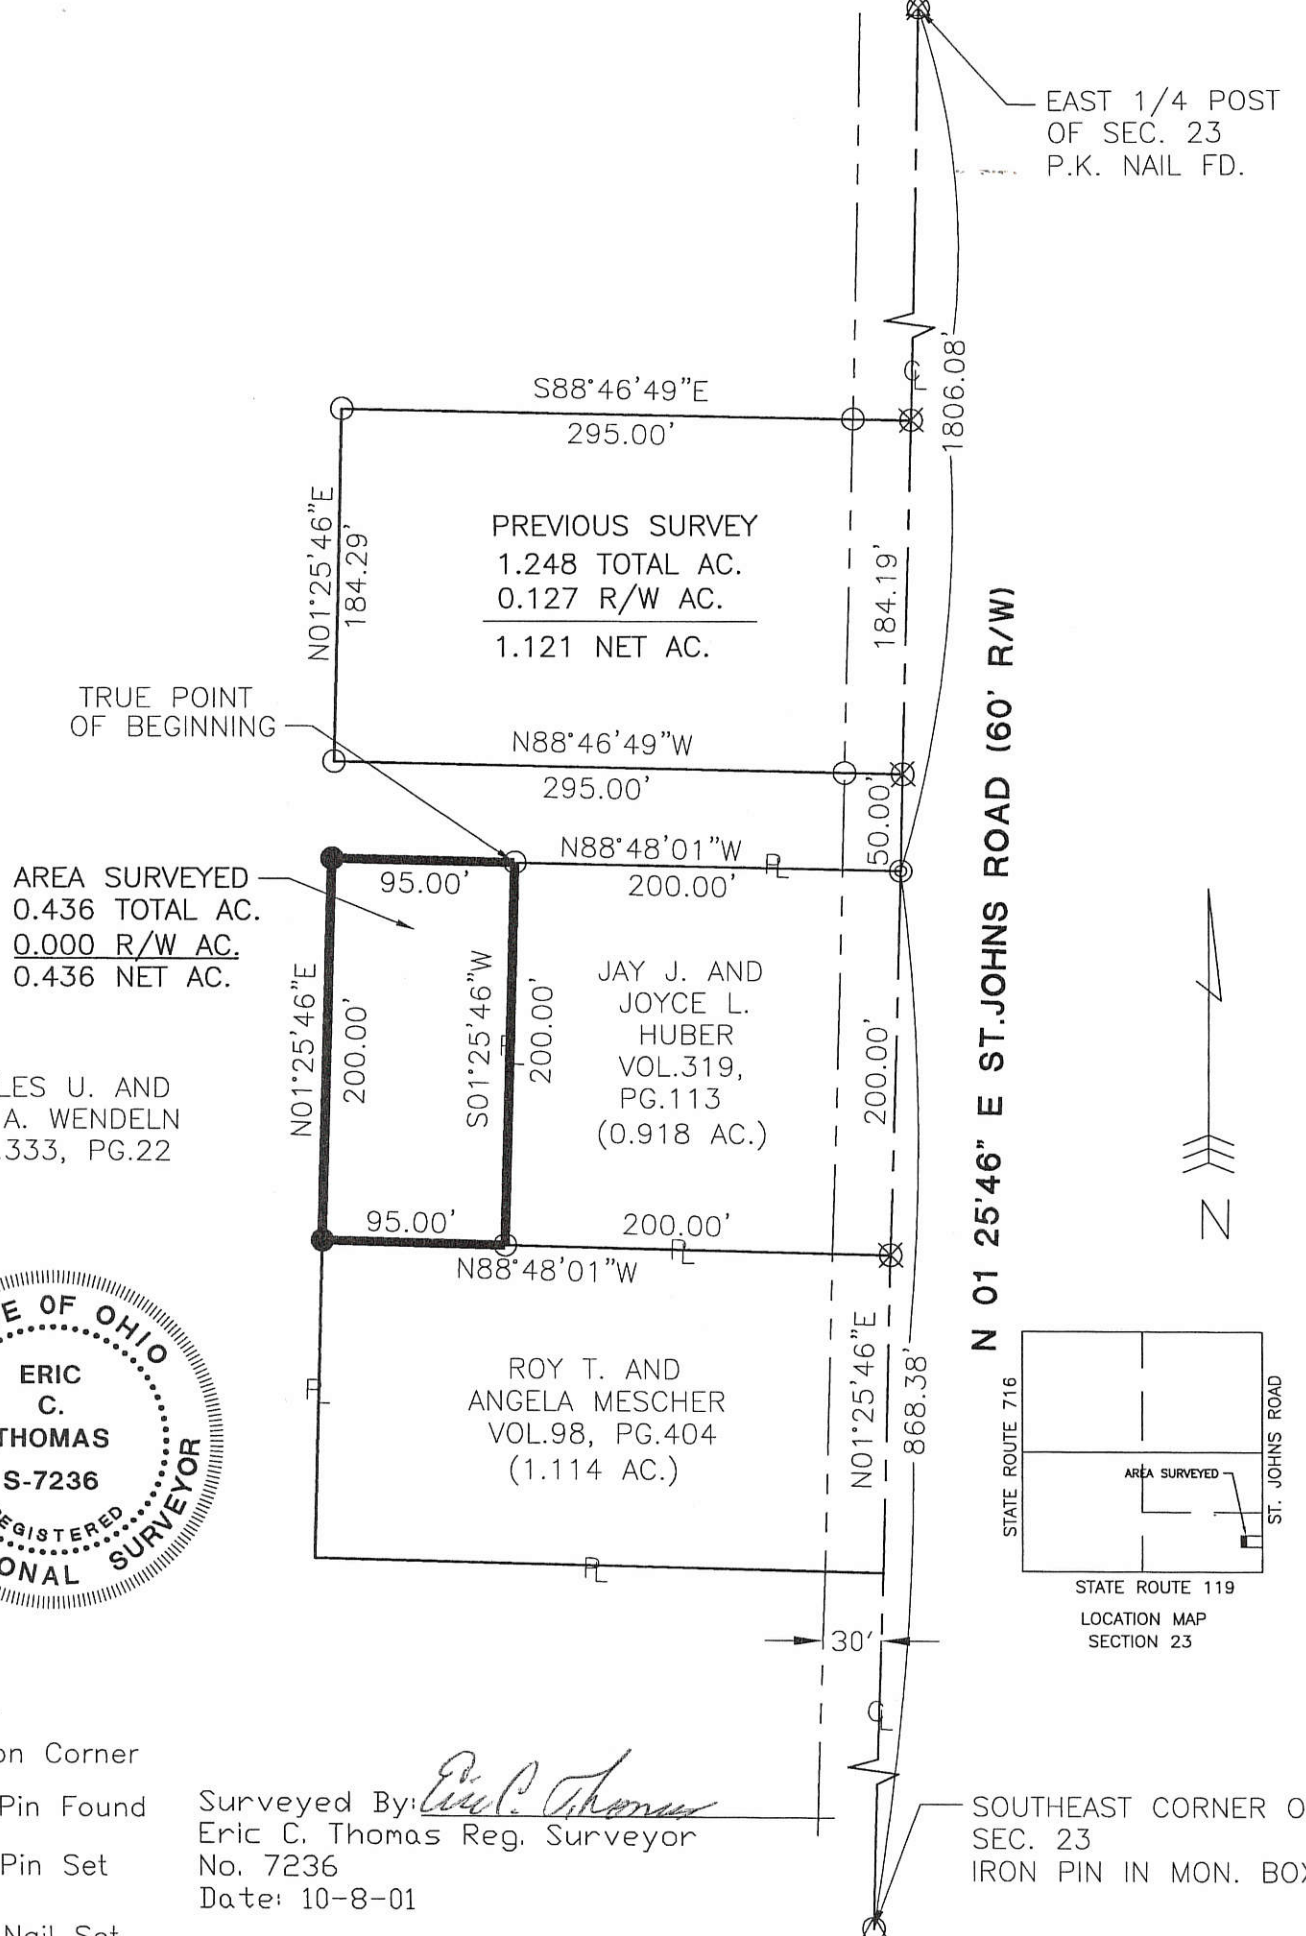 EAST 1/4 POST
OF SEC. 23
P.K. NAIL FD.
1806.08'
S88°46'49"E
295.00'
N01°25'46"E
184.29'
PREVIOUS SURVEY
1.248 TOTAL AC.
0.127 R/W AC.
1.121 NET AC.
184.19'
N 01 25'46" E ST.JOHNS ROAD (60' R/W)
TRUE POINT
OF BEGINNING
N88°46'49"W
295.00'
50.00'
N88°48'01"W
200.00'
AREA SURVEYED
0.436 TOTAL AC.
0.000 R/W AC.
0.436 NET AC.
95.00'
N01°25'46"E
200.00'
S01°25'46"W
200.00'
JAY J. AND
JOYCE L.
HUBER
VOL.319,
PG.113
(0.918 AC.)
200.00'
LES U. AND
A. WENDELN
.333, PG.22
95.00'
200.00'
N88°48'01"W
N
E OF OHIO
ERIC
C.
THOMAS
S-7236
EGISTERED
ONAL SURVEYOR
ROY T. AND
ANGELA MESCHER
VOL.98, PG.404
(1.114 AC.)
N01°25'46"E
868.38'
STATE ROUTE 716
AREA SURVEYED
ST. JOHNS ROAD
STATE ROUTE 119
LOCATION MAP
SECTION 23
30'
on Corner
Pin Found
Pin Set
Nail Set
Surveyed By: Eric C. Thomas
Eric C. Thomas Reg. Surveyor
No. 7236
Date: 10-8-01
SOUTHEAST CORNER O
SEC. 23
IRON PIN IN MON. BOX